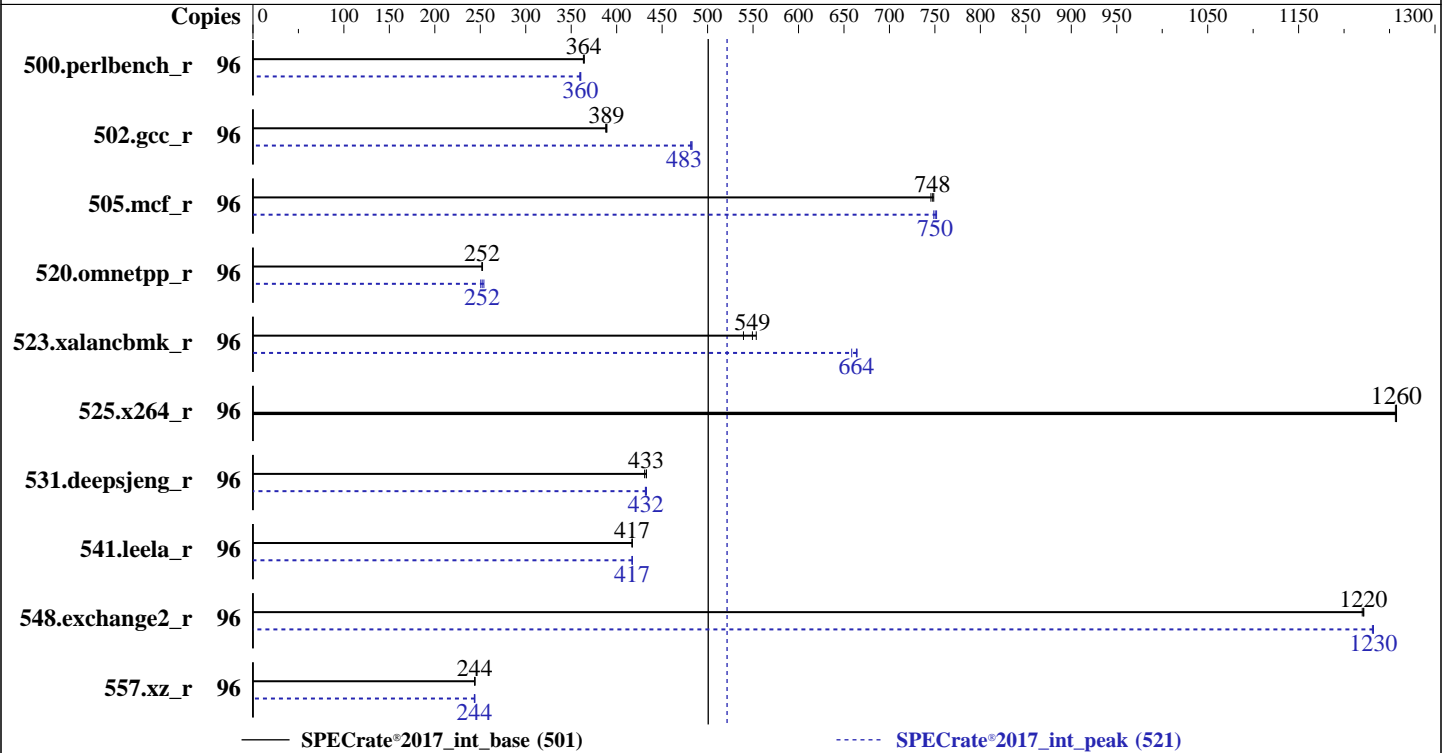 Copies 0 100 150 200 250 300 350 400 450 500 550 600 650 700 750 800 850 900 950 1050 1150 1300
364
500.perlbench_r 96
360
389
502.gcc_r 96
483
748
505.mcf_r 96
750
252
520.omnetpp_r 96
252
549
523.xalancbmk_r 96
664
1260
525.x264_r 96
433
531.deepsjeng_r 96
432
417
541.leela_r 96
417
1220
548.exchange2_r 96
1230
244
557.xz_r 96
244
SPECrate®2017_int_base (501) SPECrate®2017_int_peak (521)